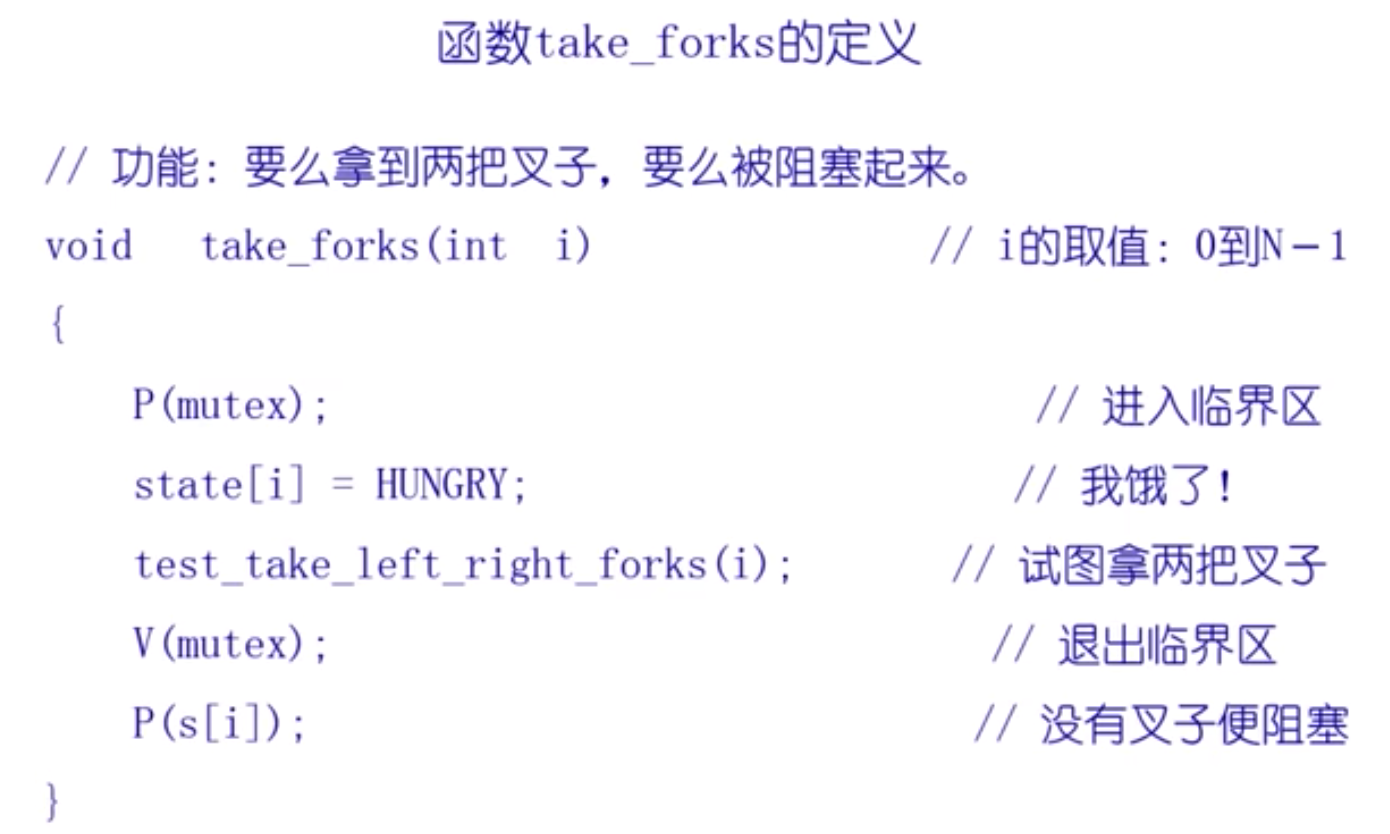 函数take_forks的定义
// 功能：要么拿到两把叉子，要么被阻塞起来。
void take_forks(int i) // i的取值：0到N－1
{
P(mutex); // 进入临界区
state[i] = HUNGRY; // 我饿了！
test_take_left_right_forks(i); // 试图拿两把叉子
V(mutex); // 退出临界区
P(s[i]); // 没有叉子便阻塞
}